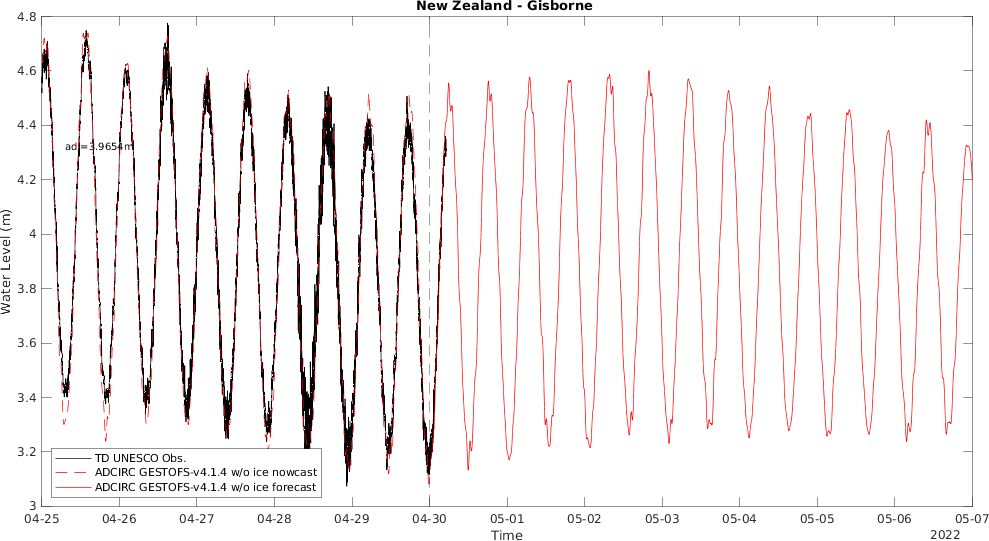 New Zealand - Gisborne
4.8
4.6
4.4
4.2
4
3.8
3.6
3.4
3.2
3
Water Level (m)
adj=3.9654m
TD UNESCO Obs.
ADCIRC GESTOFS-v4.1.4 w/o ice nowcast
ADCIRC GESTOFS-v4.1.4 w/o ice forecast
04-25 04-26 04-27 04-28 04-29 04-30 05-01 05-02 05-03 05-04 05-05 05-06 05-07
Time
2022